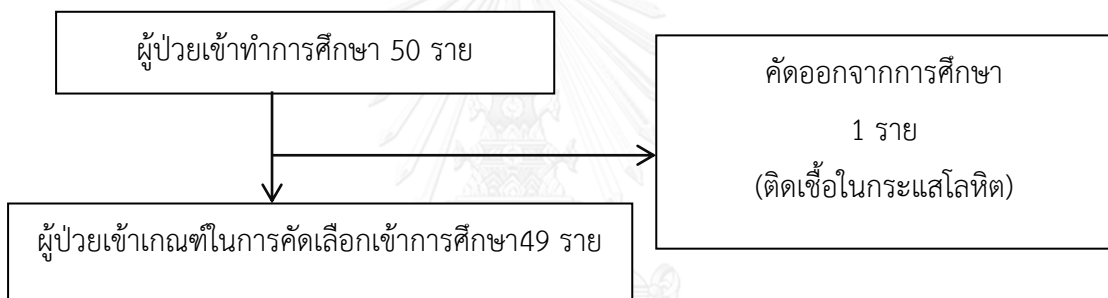 ผู้ป่วยเข้าทำการศึกษา 50 ราย
คัดออกจากการศึกษา
1 ราย
(ติดเชื้อในกระแสโลหิต)
ผู้ป่วยเข้าเกณฑ์ในการคัดเลือกเข้าการศึกษา49 ราย